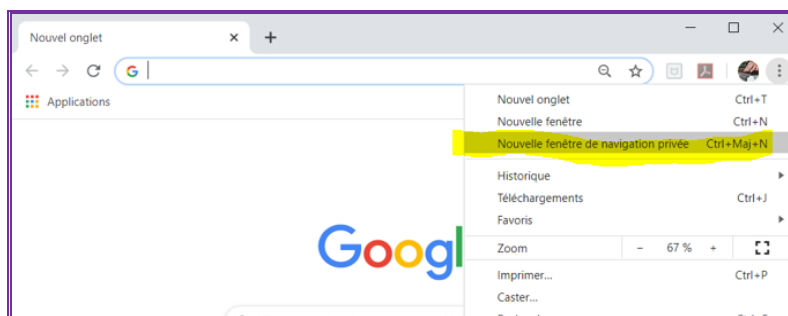 Nouvel onglet
Applications
Nouvel onglet Ctrl+T
Nouvelle fenêtre Ctrl+N
Nouvelle fenêtre de navigation privée Ctrl+Maj+N
Historique
Téléchargements Ctrl+J
Favoris
Zoom - 67 % +
Imprimer... Ctrl+P
Caster...
Googl